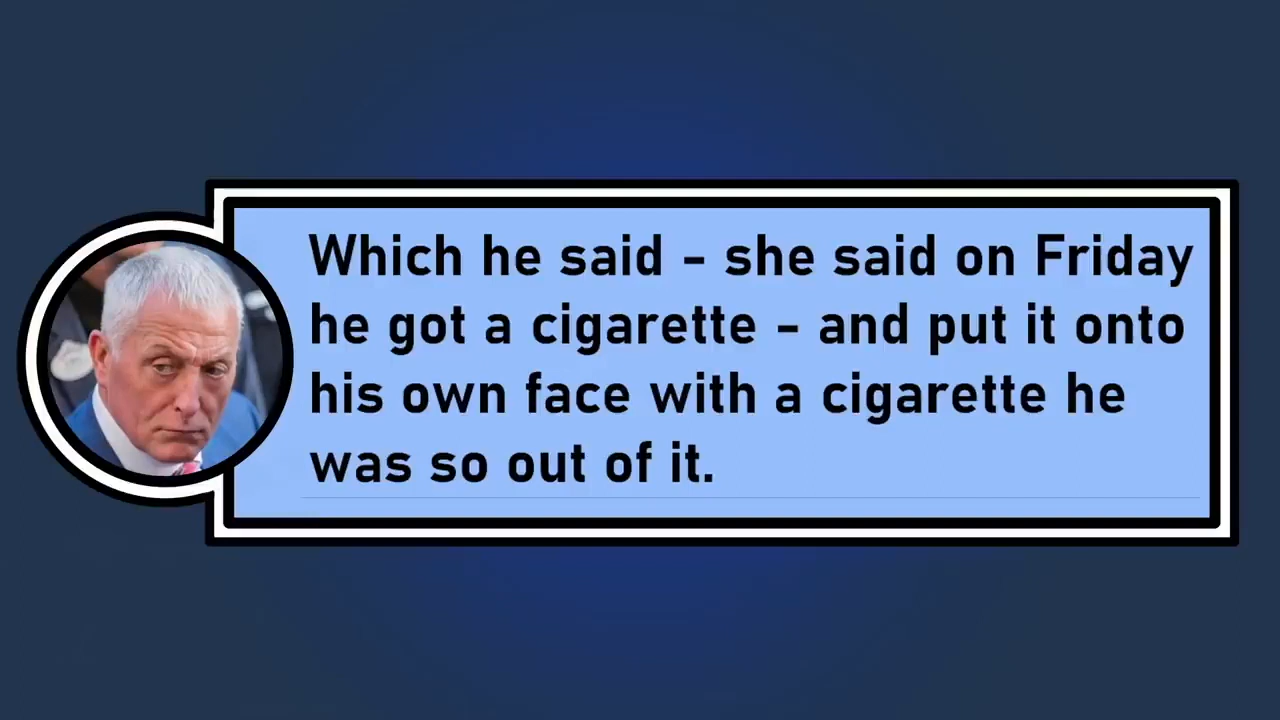 Which he said - she said on Friday
he got a cigarette - and put it onto
his own face with a cigarette he
was so out of it.